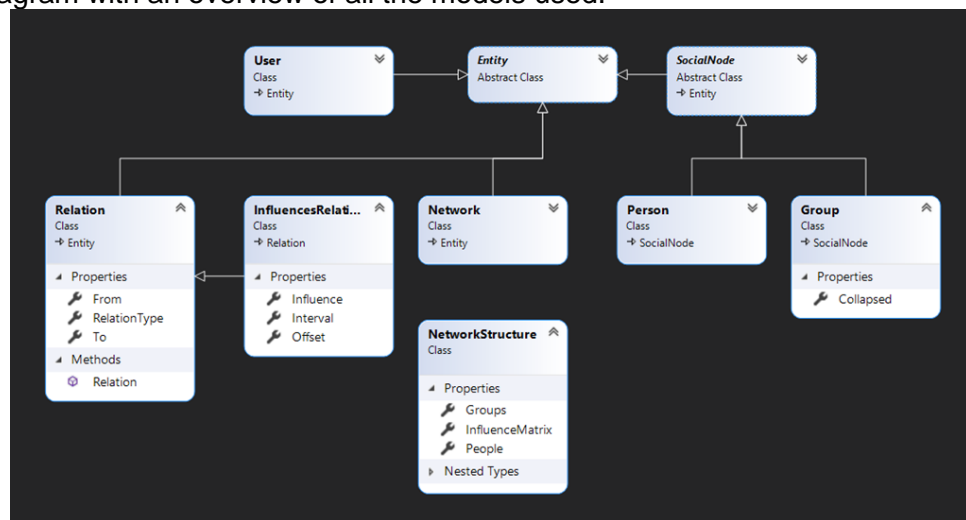 agram with an overview of all the models used.
User
Class
Entity
Entity
Abstract Class
SocialNode
Abstract Class
Entity
Relation
Class
Entity
Properties
From
RelationType
To
Methods
Relation
InfluencesRelati...
Class
Relation
Properties
Influence
Interval
Offset
Network
Class
Entity
NetworkStructure
Class
Properties
Groups
InfluenceMatrix
People
Nested Types
Person
Class
SocialNode
Group
Class
SocialNode
Properties
Collapsed